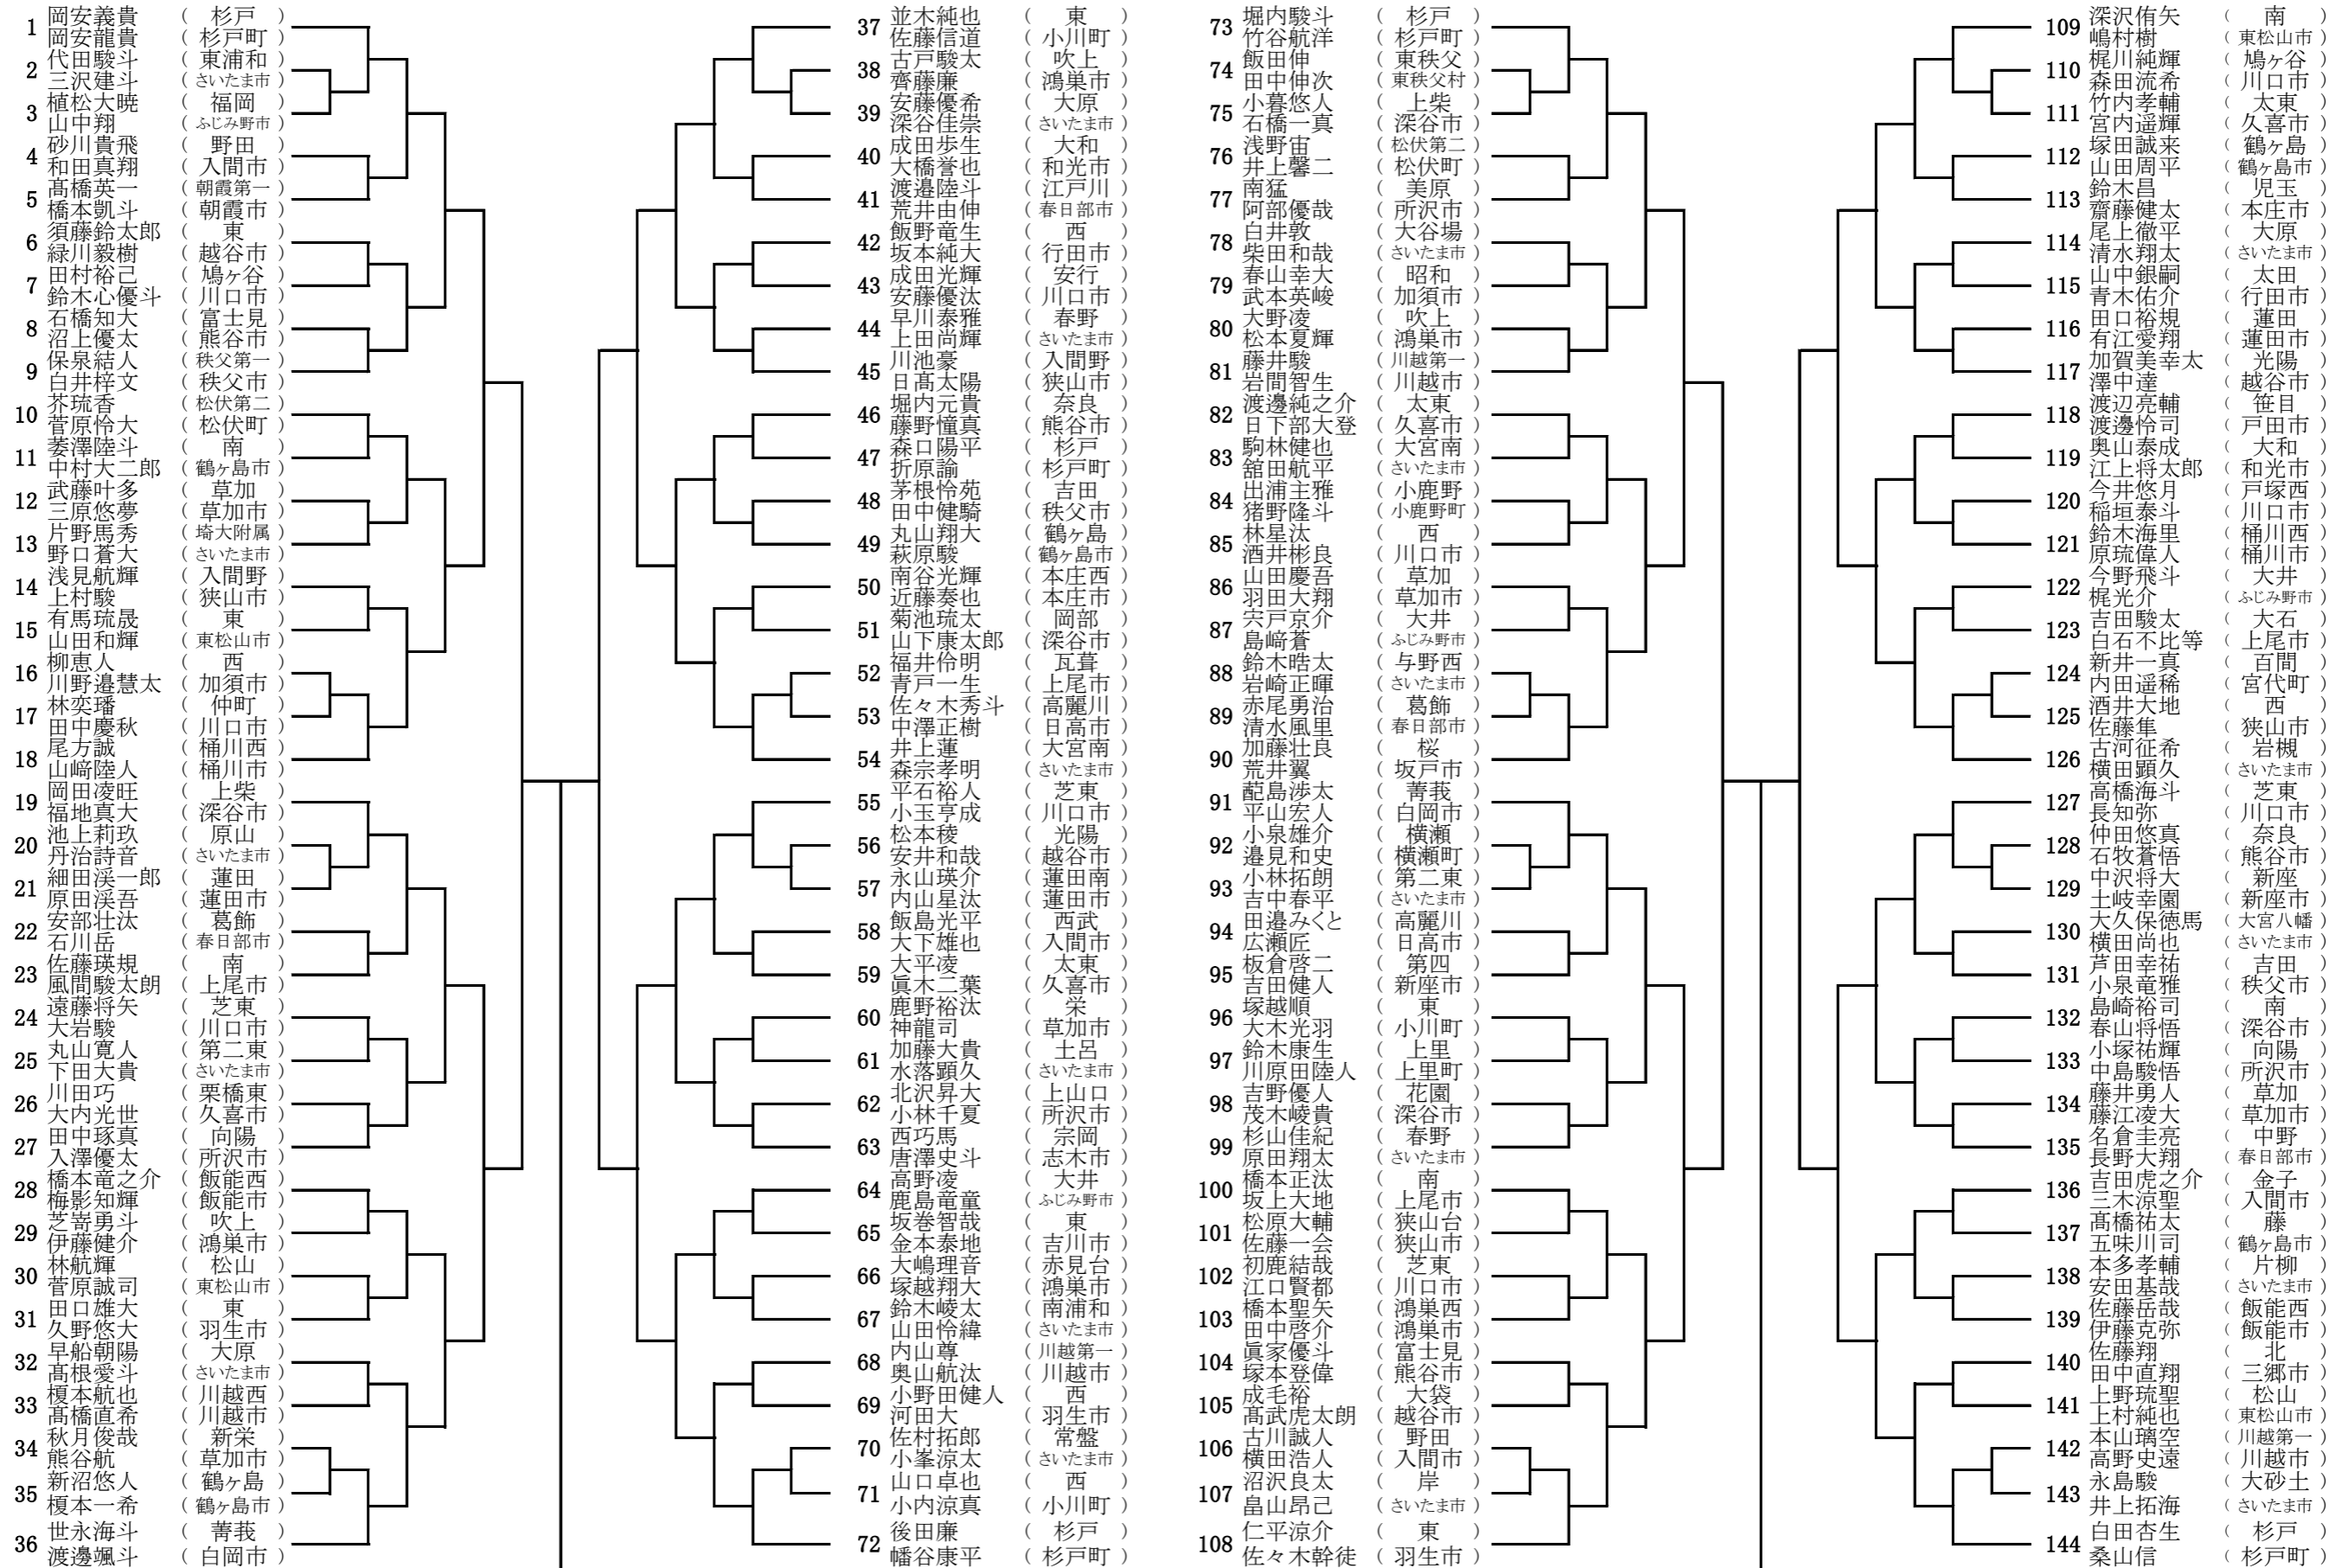 1 岡安義貴 ( 杉戸 )
岡安龍貴 ( 杉戸町 )
2 代田駿斗 ( 東浦和 )
三沢建斗 ( さいたま市 )
3 植松大暁 ( 福岡 )
山中翔 ( ふじみ野市 )
4 砂川貴飛 ( 野田 )
和田真翔 ( 入間市 )
5 髙橋英一 ( 朝霞第一 )
橋本凱斗 ( 朝霞市 )
6 須藤鈴太郎 ( 東 )
緑川毅樹 ( 越谷市 )
7 田村裕己 ( 鳩ヶ谷 )
鈴木心優斗 ( 川口市 )
8 石橋知大 ( 富士見 )
沼上優太 ( 熊谷市 )
9 保泉結人 ( 秩父第一 )
白井梓文 ( 秩父市 )
10 芥琉香 ( 松伏第二 )
菅原怜大 ( 松伏町 )
11 萎澤陸斗 ( 南 )
中村大二郎 ( 鶴ヶ島市 )
12 武藤叶多 ( 草加 )
三原悠夢 ( 草加市 )
13 片野馬秀 ( 埼大附属 )
野口蒼大 ( さいたま市 )
14 浅見航輝 ( 入間野 )
上村駿 ( 狭山市 )
15 有馬琉晟 ( 東 )
山田和輝 ( 東松山市 )
16 柳恵人 ( 西 )
川野邉慧太 ( 加須市 )
17 林奕璠 ( 仲町 )
田中慶秋 ( 川口市 )
18 尾方誠 ( 桶川西 )
山﨑陸人 ( 桶川市 )
19 岡田凌旺 ( 上柴 )
福地真大 ( 深谷市 )
20 池上莉玖 ( 原山 )
丹治詩音 ( さいたま市 )
21 細田渓一郎 ( 蓮田 )
原田渓吾 ( 蓮田市 )
22 安部壮汰 ( 葛飾 )
石川岳 ( 春日部市 )
23 佐藤瑛規 ( 南 )
風間駿太朗 ( 上尾市 )
24 遠藤将矢 ( 芝東 )
大岩駿 ( 川口市 )
25 丸山寛人 ( 第二東 )
下田大貴 ( さいたま市 )
26 川田巧 ( 栗橋東 )
大内光世 ( 久喜市 )
27 田中琢真 ( 向陽 )
入澤優太 ( 所沢市 )
28 橋本竜之介 ( 飯能西 )
梅影知輝 ( 飯能市 )
29 芝嵜勇斗 ( 吹上 )
伊藤健介 ( 鴻巣市 )
30 林航輝 ( 松山 )
菅原誠司 ( 東松山市 )
31 田口雄大 ( 東 )
久野悠大 ( 羽生市 )
32 早船朝陽 ( 大原 )
髙根愛斗 ( さいたま市 )
33 榎本航也 ( 川越西 )
髙橋直希 ( 川越市 )
34 秋月俊哉 ( 新栄 )
熊谷航 ( 草加市 )
35 新沼悠人 ( 鶴ヶ島 )
榎本一希 ( 鶴ヶ島市 )
36 世永海斗 ( 菁莪 )
渡邊颯斗 ( 白岡市 )
37 並木純也 ( 東 )
佐藤信道 ( 小川町 )
38 古戸駿太 ( 吹上 )
齊藤廉 ( 鴻巣市 )
39 安藤優希 ( 大原 )
深谷佳崇 ( さいたま市 )
40 成田歩生 ( 大和 )
大橋誉也 ( 和光市 )
41 渡邉陸斗 ( 江戸川 )
荒井由伸 ( 春日部市 )
42 飯野竜生 ( 西 )
坂本純大 ( 行田市 )
43 成田光輝 ( 安行 )
安藤優汰 ( 川口市 )
44 早川泰雅 ( 春野 )
上田尚輝 ( さいたま市 )
45 川池豪 ( 入間野 )
日髙太陽 ( 狭山市 )
46 堀内元貴 ( 奈良 )
藤野憧真 ( 熊谷市 )
47 森口陽平 ( 杉戸 )
折原諭 ( 杉戸町 )
48 茅根怜苑 ( 吉田 )
田中健騎 ( 秩父市 )
49 丸山翔大 ( 鶴ヶ島 )
萩原駿 ( 鶴ヶ島市 )
50 南谷光輝 ( 本庄西 )
近藤奏也 ( 本庄市 )
51 菊池琉太 ( 岡部 )
山下康太郎 ( 深谷市 )
52 福井伶明 ( 瓦葺 )
青戸一生 ( 上尾市 )
53 佐々木秀斗 ( 高麗川 )
中澤正樹 ( 日高市 )
54 井上蓮 ( 大宮南 )
森宗孝明 ( さいたま市 )
55 平石裕人 ( 芝東 )
小玉亨成 ( 川口市 )
56 松本稜 ( 光陽 )
安井和哉 ( 越谷市 )
57 永山瑛介 ( 蓮田南 )
内山星汰 ( 蓮田市 )
58 飯島光平 ( 西武 )
大下雄也 ( 入間市 )
59 大平凌 ( 太東 )
眞木二葉 ( 久喜市 )
60 鹿野裕汰 ( 栄 )
神龍司 ( 草加市 )
61 加藤大貴 ( 土呂 )
水落顕久 ( さいたま市 )
62 北沢昇大 ( 上山口 )
小林千夏 ( 所沢市 )
63 西巧馬 ( 宗岡 )
唐澤史斗 ( 志木市 )
64 高野凌 ( 大井 )
鹿島竜童 ( ふじみ野市 )
65 坂巻智哉 ( 東 )
金本泰地 ( 吉川市 )
66 大嶋理音 ( 赤見台 )
塚越翔大 ( 鴻巣市 )
67 鈴木崚太 ( 南浦和 )
山田怜緯 ( さいたま市 )
68 内山尊 ( 川越第一 )
奥山航汰 ( 川越市 )
69 小野田健人 ( 西 )
河田大 ( 羽生市 )
70 佐村拓郎 ( 常盤 )
小峯涼太 ( さいたま市 )
71 山口卓也 ( 西 )
小内涼真 ( 小川町 )
72 後田廉 ( 杉戸 )
幡谷康平 ( 杉戸町 )
73 堀内駿斗 ( 杉戸 )
竹谷航洋 ( 杉戸町 )
74 飯田伸 ( 東秩父 )
田中伸次 ( 東秩父村 )
75 小暮悠人 ( 上柴 )
石橋一真 ( 深谷市 )
76 浅野宙 ( 松伏第二 )
井上馨二 ( 松伏町 )
77 南猛 ( 美原 )
阿部優哉 ( 所沢市 )
78 白井敦 ( 大谷場 )
柴田和哉 ( さいたま市 )
79 春山幸大 ( 昭和 )
武本英峻 ( 加須市 )
80 大野凌 ( 吹上 )
松本夏輝 ( 鴻巣市 )
81 藤井駿 ( 川越第一 )
岩間智生 ( 川越市 )
82 渡邊純之介 ( 太東 )
日下部大登 ( 久喜市 )
83 駒林健也 ( 大宮南 )
舘田航平 ( さいたま市 )
84 出浦主雅 ( 小鹿野 )
猪野隆斗 ( 小鹿野町 )
85 林星汰 ( 西 )
酒井彬良 ( 川口市 )
86 山田慶吾 ( 草加 )
羽田大翔 ( 草加市 )
87 宍戸京介 ( 大井 )
島﨑蒼 ( ふじみ野市 )
88 鈴木晧太 ( 与野西 )
岩崎正暉 ( さいたま市 )
89 赤尾勇治 ( 葛飾 )
清水風里 ( 春日部市 )
90 加藤壮良 ( 桜 )
荒井翼 ( 坂戸市 )
91 蓜島渉太 ( 菁莪 )
平山宏人 ( 白岡市 )
92 小泉雄介 ( 横瀬 )
邉見和史 ( 横瀬町 )
93 小林拓朗 ( 第二東 )
吉中春平 ( さいたま市 )
94 田邉みくと ( 高麗川 )
広瀬匠 ( 日高市 )
95 板倉啓二 ( 第四 )
吉田健人 ( 新座市 )
96 塚越順 ( 東 )
大木光羽 ( 小川町 )
97 鈴木康生 ( 上里 )
川原田陸人 ( 上里町 )
98 吉野優人 ( 花園 )
茂木崚貴 ( 深谷市 )
99 杉山佳紀 ( 春野 )
原田翔太 ( さいたま市 )
100 橋本正汰 ( 南 )
坂上大地 ( 上尾市 )
101 松原大輔 ( 狭山台 )
佐藤一会 ( 狭山市 )
102 初鹿結哉 ( 芝東 )
江口賢都 ( 川口市 )
103 橋本聖矢 ( 鴻巣西 )
田中啓介 ( 鴻巣市 )
104 眞家優斗 ( 富士見 )
塚本登偉 ( 熊谷市 )
105 成毛裕 ( 大袋 )
髙武虎太朗 ( 越谷市 )
106 古川誠人 ( 野田 )
横田浩人 ( 入間市 )
107 沼沢良太 ( 岸 )
畠山昂己 ( さいたま市 )
108 仁平涼介 ( 東 )
佐々木幹徒 ( 羽生市 )
109 深沢侑矢 ( 南 )
嶋村樹 ( 東松山市 )
110 梶川純輝 ( 鳩ヶ谷 )
森田流希 ( 川口市 )
111 竹内孝輔 ( 太東 )
宮内遥輝 ( 久喜市 )
112 塚田誠来 ( 鶴ヶ島 )
山田周平 ( 鶴ヶ島市 )
113 鈴木昌 ( 児玉 )
齋藤健太 ( 本庄市 )
114 尾上徹平 ( 大原 )
清水翔太 ( さいたま市 )
115 山中銀嗣 ( 太田 )
青木佑介 ( 行田市 )
116 田口裕規 ( 蓮田 )
有江愛翔 ( 蓮田市 )
117 加賀美幸太 ( 光陽 )
澤中達 ( 越谷市 )
118 渡辺亮輔 ( 笹目 )
渡邊怜司 ( 戸田市 )
119 奥山泰成 ( 大和 )
江上将太郎 ( 和光市 )
120 今井悠月 ( 戸塚西 )
稲垣泰斗 ( 川口市 )
121 鈴木海里 ( 桶川西 )
原琉偉人 ( 桶川市 )
122 今野飛斗 ( 大井 )
梶光介 ( ふじみ野市 )
123 吉田駿太 ( 大石 )
白石不比等 ( 上尾市 )
124 新井一真 ( 百間 )
内田遥稀 ( 宮代町 )
125 酒井大地 ( 西 )
佐藤隼 ( 狭山市 )
126 古河征希 ( 岩槻 )
横田顕久 ( さいたま市 )
127 高橋海斗 ( 芝東 )
長知弥 ( 川口市 )
128 仲田悠真 ( 奈良 )
石牧蒼悟 ( 熊谷市 )
129 中沢将大 ( 新座 )
土岐幸園 ( 新座市 )
130 大久保徳馬 ( 大宮八幡 )
横田尚也 ( さいたま市 )
131 芦田幸祐 ( 吉田 )
小泉竜雅 ( 秩父市 )
132 島崎裕司 ( 南 )
春山将悟 ( 深谷市 )
133 小塚祐輝 ( 向陽 )
中島駿悟 ( 所沢市 )
134 藤井勇人 ( 草加 )
藤江凌大 ( 草加市 )
135 名倉圭亮 ( 中野 )
長野大翔 ( 春日部市 )
136 吉田虎之介 ( 金子 )
三木涼聖 ( 入間市 )
137 髙橋祐太 ( 藤 )
五味川司 ( 鶴ヶ島市 )
138 本多孝輔 ( 片柳 )
安田基哉 ( さいたま市 )
139 佐藤岳哉 ( 飯能西 )
伊藤克弥 ( 飯能市 )
140 佐藤翔 ( 北 )
田中直翔 ( 三郷市 )
141 上野琉聖 ( 松山 )
上村純也 ( 東松山市 )
142 本山璃空 ( 川越第一 )
高野史遠 ( 川越市 )
143 永島駿 ( 大砂土 )
井上拓海 ( さいたま市 )
144 白田杏生 ( 杉戸 )
桑山信 ( 杉戸町 )